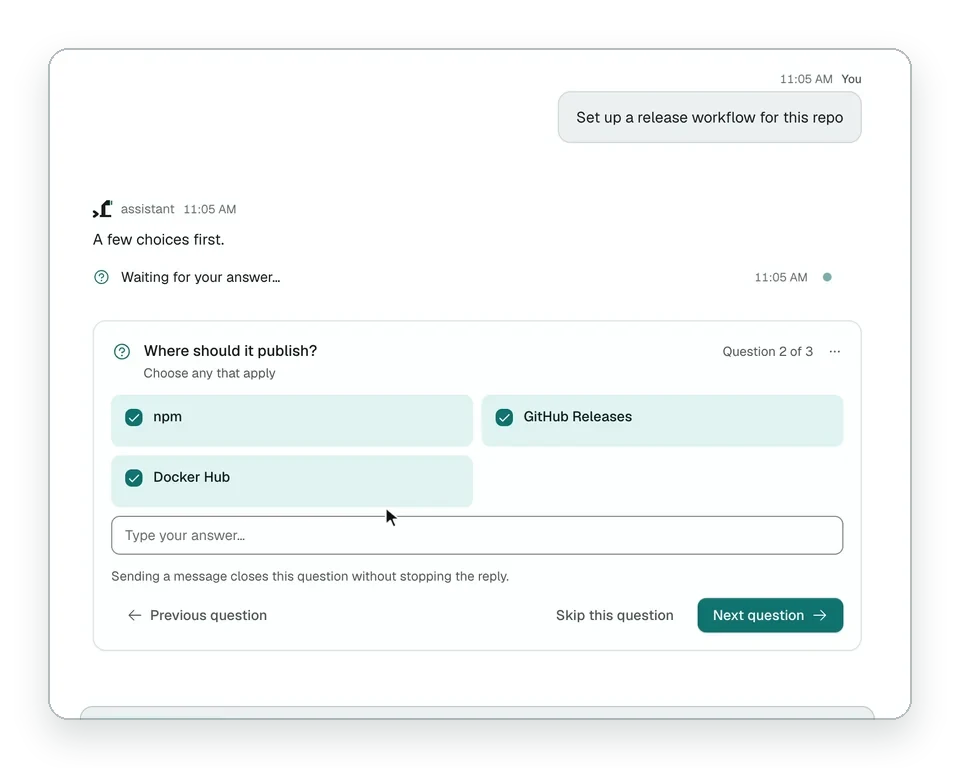 11:05 AM You
Set up a release workflow for this repo
assistant 11:05 AM
A few choices first.
Waiting for your answer...
11:05 AM
Where should it publish?
Question 2 of 3
Choose any that apply
npm
GitHub Releases
Docker Hub
Type your answer...
Sending a message closes this question without stopping the reply.
← Previous question
Skip this question
Next question →